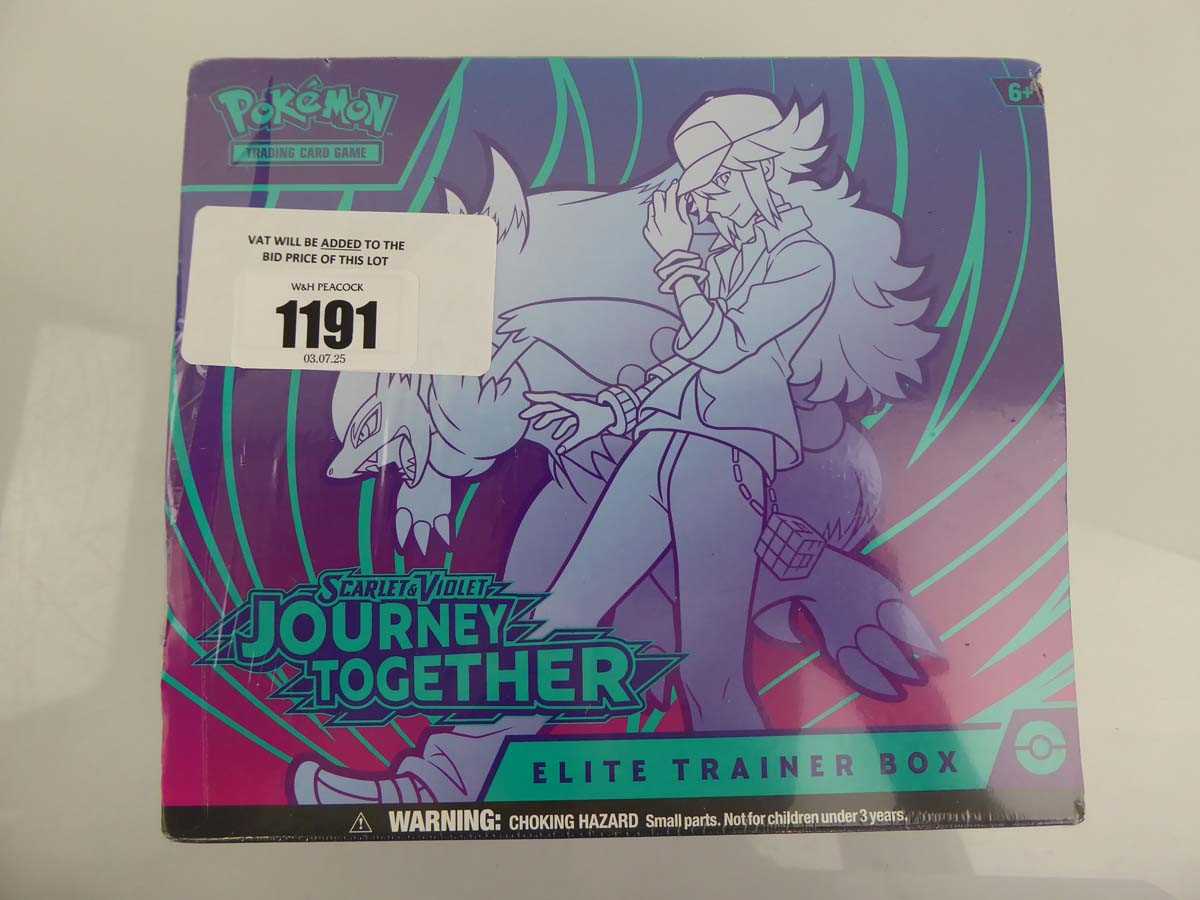 POKéMON
TRADING CARD GAME
6+
VAT WILL BE ADDED TO THE
BID PRICE OF THIS LOT
W&H PEACOCK
1191
03.07.25
SCARLET & VIOLET
JOURNEY
TOGETHER
ELITE TRAINER BOX
WARNING: CHOKING HAZARD Small parts. Not for children under 3 years.